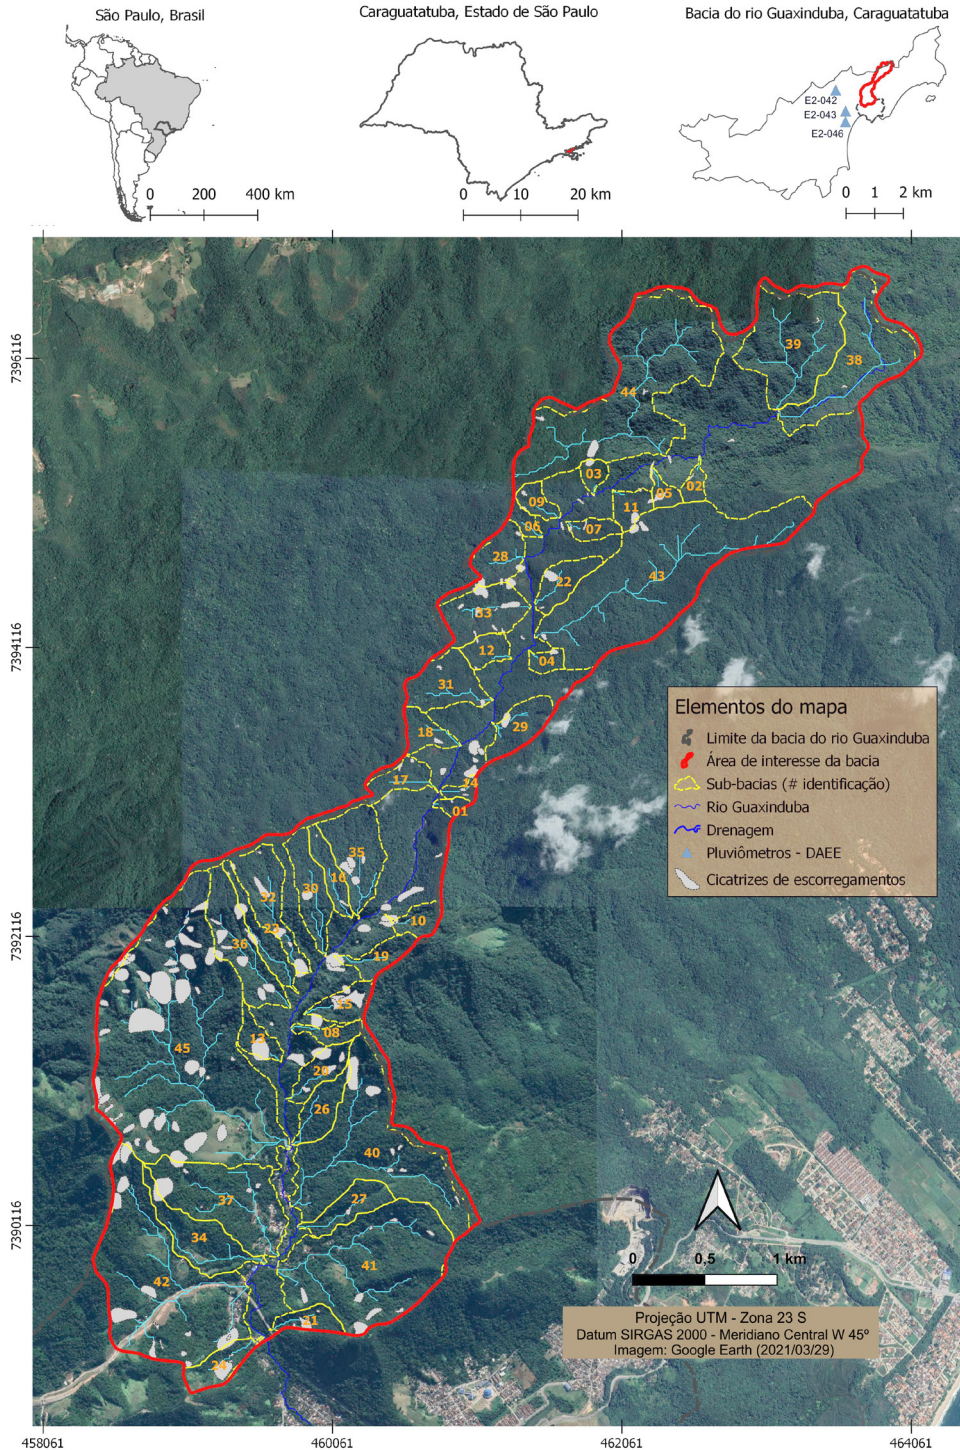 São Paulo, Brasil
Caraguatatuba, Estado de São Paulo
Bacia do rio Guaxinduba, Caraguatatuba
E2-042
E2-043
E2-046
0 200 400 km
0 10 20 km
0 1 2 km
7396116
7394116
7392116
7390116
39
38
44
03
05
02
09
11
06
07
28
22
43
33
12
04
31
18
29
17
14
01
35
16
30
32
10
23
36
19
15
13
08
45
20
26
40
37
27
34
41
42
21
24
Elementos do mapa
Limite da bacia do rio Guaxinduba
Área de interesse da bacia
Sub-bacias (# identificação)
Rio Guaxinduba
Drenagem
Pluviômetros - DAEE
Cicatrizes de escorregamentos
0 0,5 1 km
Projeção UTM - Zona 23 S
Datum SIRGAS 2000 - Meridiano Central W 45º
Imagem: Google Earth (2021/03/29)
458061 460061 462061 464061